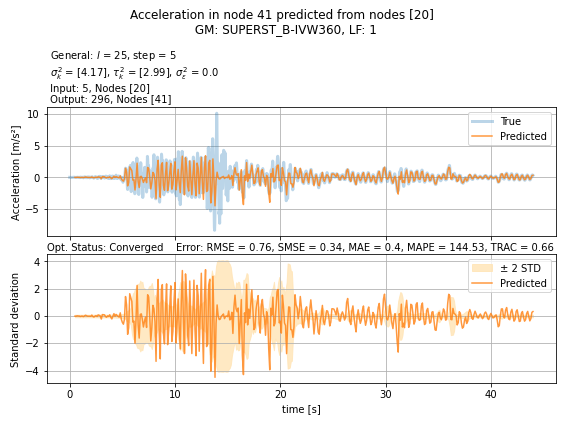 Acceleration in node 41 predicted from nodes [20]
GM: SUPERST_B-IVW360, LF: 1
General: l = 25, step = 5
σ²ₖ = [4.17], τ²ₖ = [2.99], σ²ε = 0.0
Input: 5, Nodes [20]
Output: 296, Nodes [41]
Acceleration [m/s²]
10
5
0
−5
True
Predicted
Opt. Status: Converged Error: RMSE = 0.76, SMSE = 0.34, MAE = 0.4, MAPE = 144.53, TRAC = 0.66
Standard deviation
4
2
0
−2
−4
± 2 STD
Predicted
0 10 20 30 40
time [s]